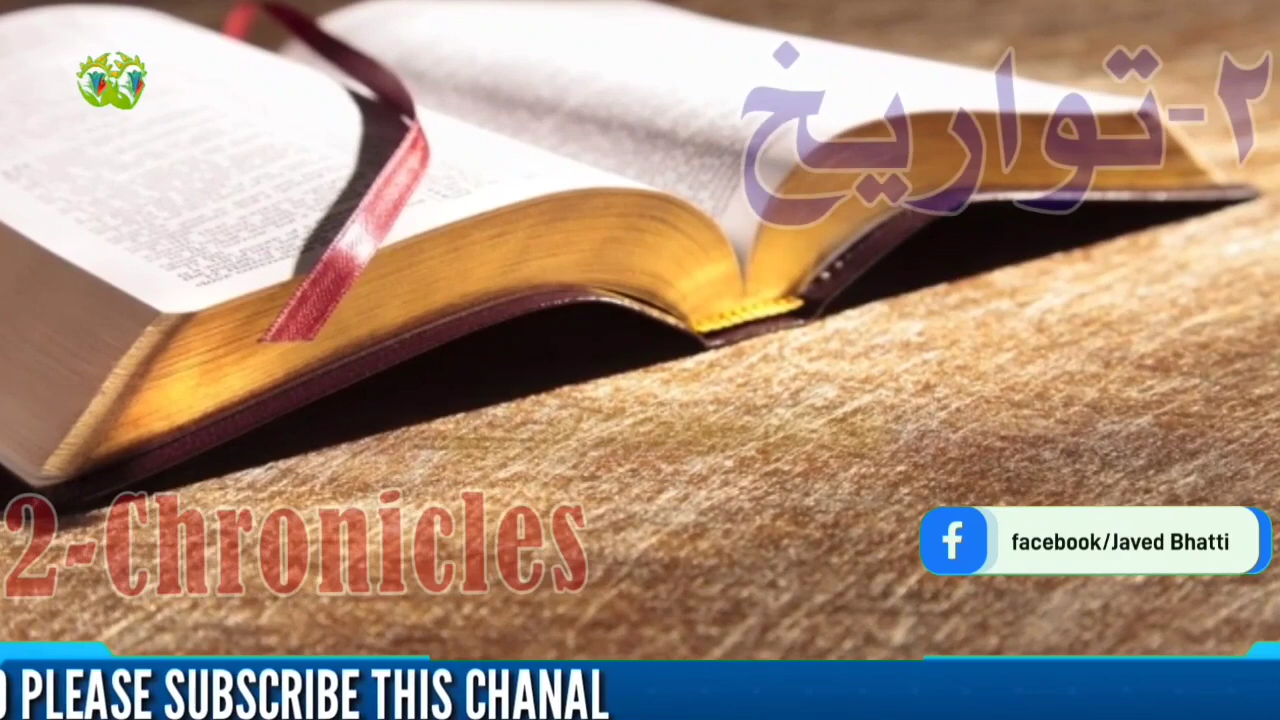 ۲-تواریخ
2-Chronicles
facebook/Javed Bhatti
PLEASE SUBSCRIBE THIS CHANAL